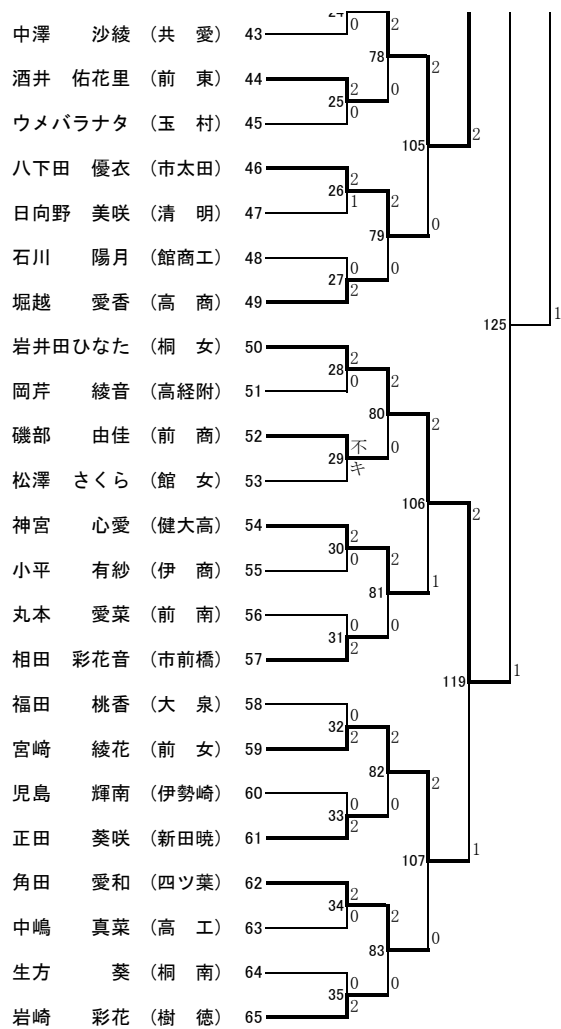 24
0
2
中澤 沙綾 (共 愛) 43
78
2
酒井 佑花里 (前 東) 44
2
0
25
0
ウメバラナタ (玉 村) 45
105
2
八下田 優衣 (市太田) 46
2
26
1
2
日向野 美咲 (清 明) 47
79
0
石川 陽月 (館商工) 48
0
0
27
2
堀越 愛香 (高 商) 49
125
1
岩井田ひなた (桐 女) 50
2
28
0
2
岡芹 綾音 (高経附) 51
80
2
磯部 由佳 (前 商) 52
不
0
29
キ
松澤 さくら (館 女) 53
106
2
神宮 心愛 (健大高) 54
2
30
0
2
小平 有紗 (伊 商) 55
81
1
丸本 愛菜 (前 南) 56
0
0
31
2
相田 彩花音 (市前橋) 57
119
1
福田 桃香 (大 泉) 58
0
32
2
2
宮﨑 綾花 (前 女) 59
82
2
児島 輝南 (伊勢崎) 60
0
0
33
2
正田 葵咲 (新田暁) 61
107
1
角田 愛和 (四ツ葉) 62
2
34
0
2
中嶋 真菜 (高 工) 63
83
0
生方 葵 (桐 南) 64
0
0
35
2
岩崎 彩花 (樹 徳) 65